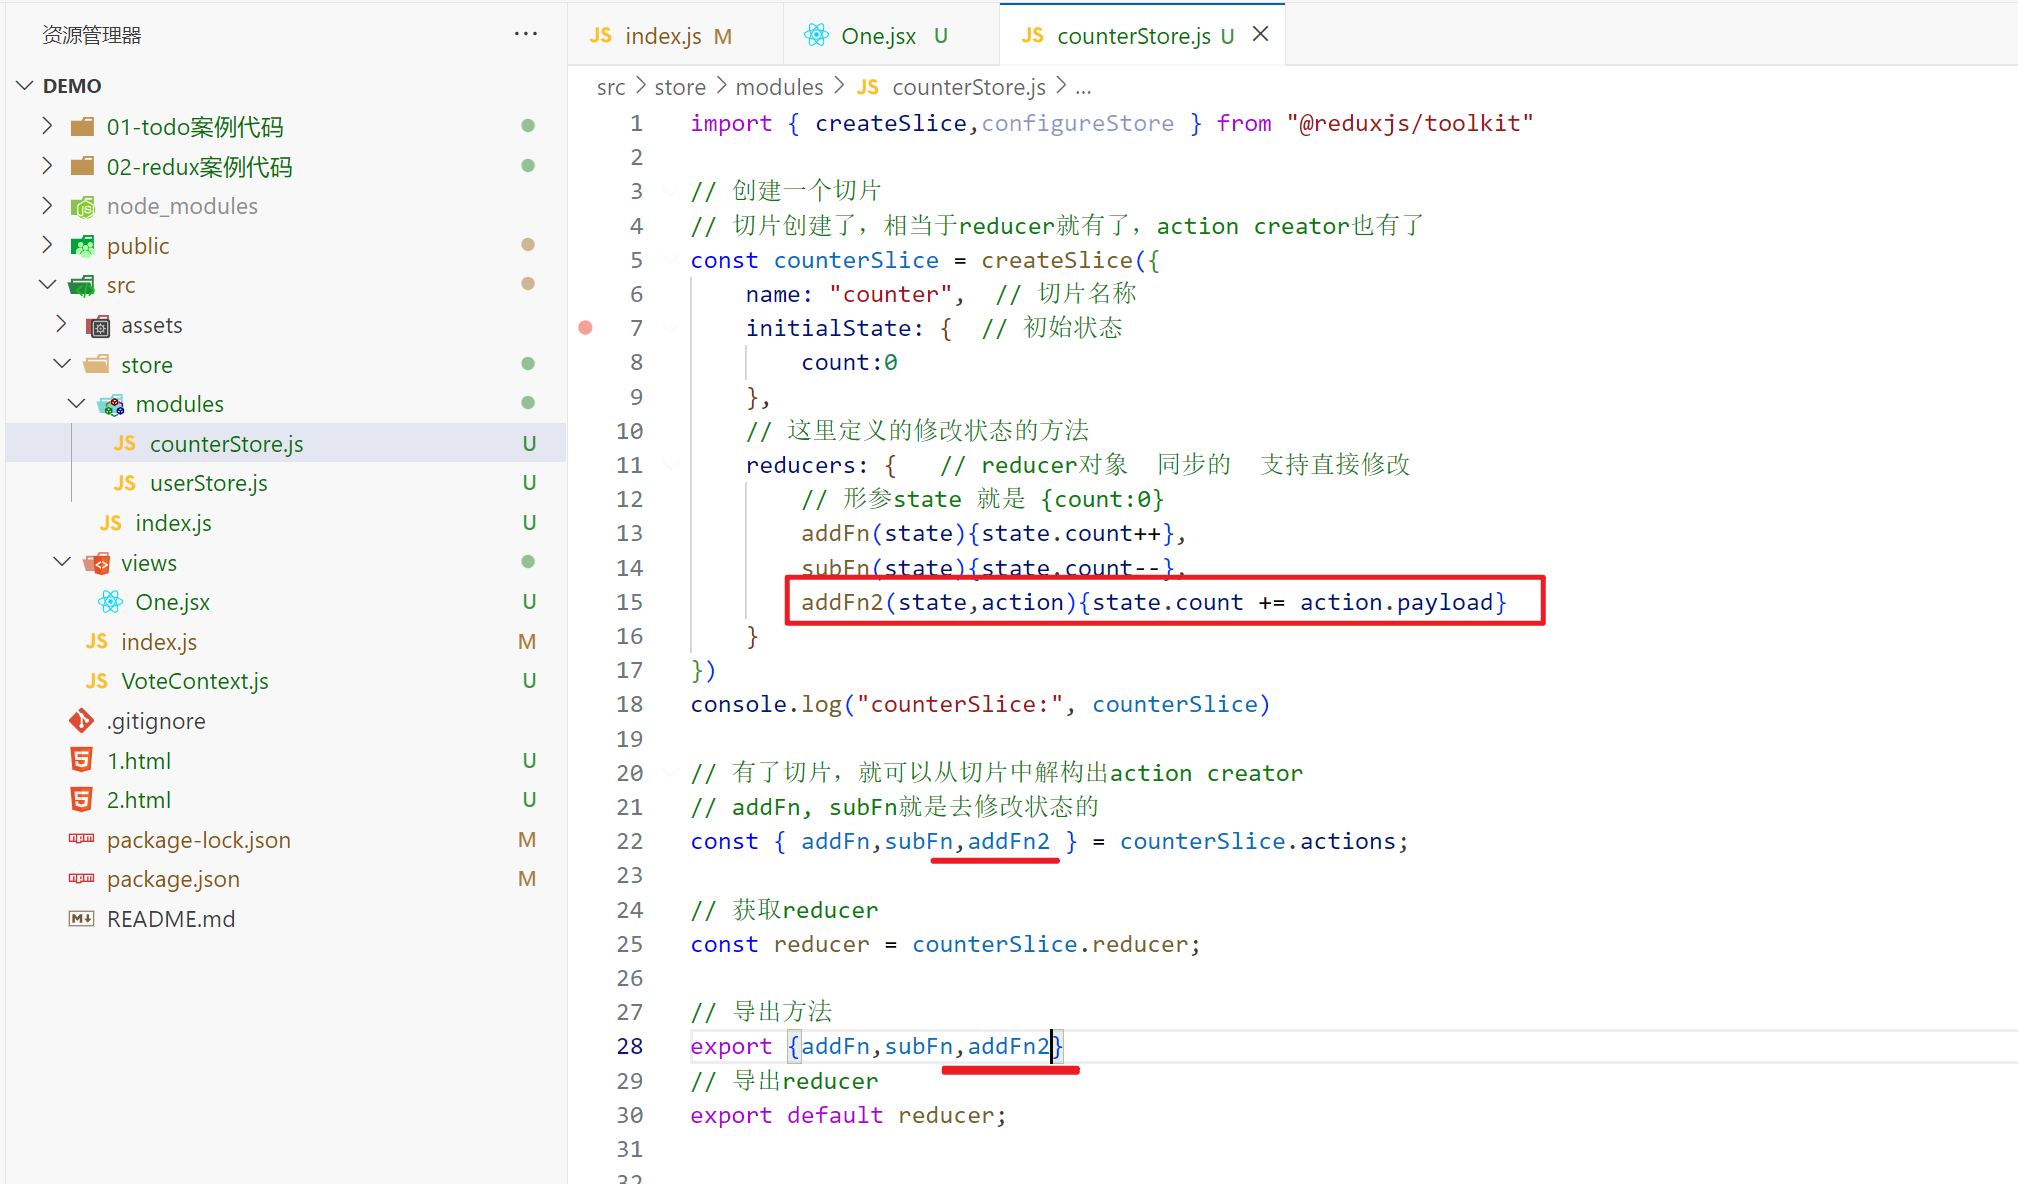 资源管理器 ···
DEMO
01-todo案例代码
02-redux案例代码
node_modules
public
src
assets
store
modules
JS counterStore.js U
JS userStore.js U
JS index.js U
views
One.jsx U
JS index.js M
JS VoteContext.js U
.gitignore
1.html U
2.html U
package-lock.json M
package.json M
README.md
JS index.js M One.jsx U JS counterStore.js U
src > store > modules > JS counterStore.js > ...
1 import { createSlice,configureStore } from "@reduxjs/toolkit"
2
3 // 创建一个切片
4 // 切片创建了，相当于reducer就有了，action creator也有了
5 const counterSlice = createSlice({
6 name: "counter",  // 切片名称
7 initialState: {  // 初始状态
8 count:0
9 },
10 // 这里定义的修改状态的方法
11 reducers: {   // reducer对象  同步的  支持直接修改
12 // 形参state 就是 {count:0}
13 addFn(state){state.count++},
14 subFn(state){state.count--},
15 addFn2(state,action){state.count += action.payload}
16 }
17 })
18 console.log("counterSlice:", counterSlice)
19
20 // 有了切片，就可以从切片中解构出action creator
21 // addFn, subFn就是去修改状态的
22 const { addFn,subFn,addFn2 } = counterSlice.actions;
23
24 // 获取reducer
25 const reducer = counterSlice.reducer;
26
27 // 导出方法
28 export {addFn,subFn,addFn2}
29 // 导出reducer
30 export default reducer;
31
32